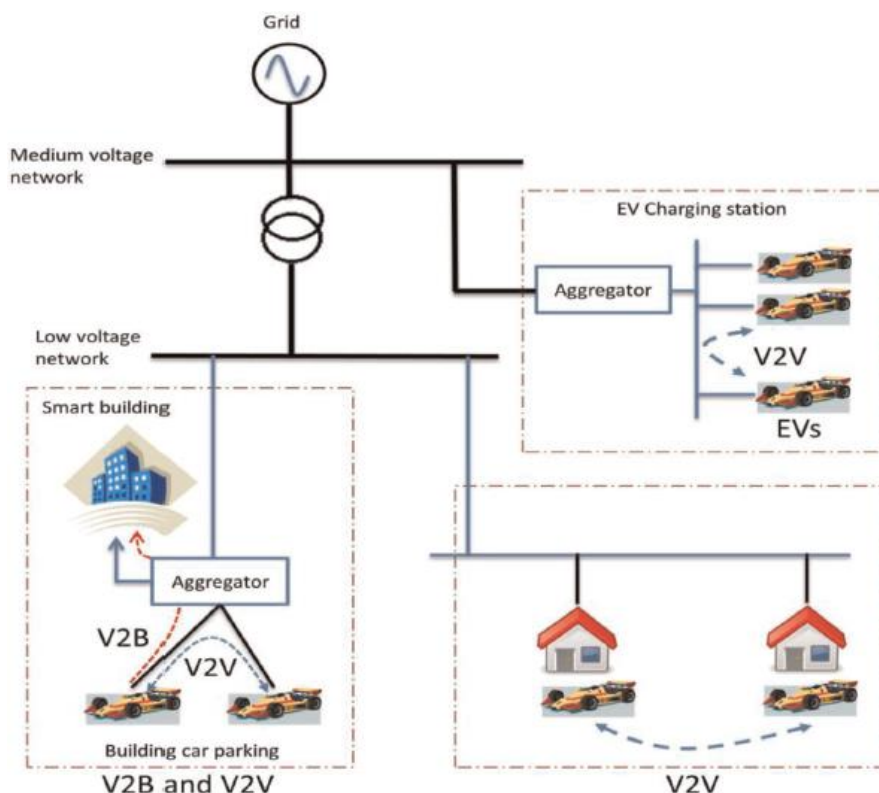 Grid
Medium voltage
network
EV Charging station
Aggregator
V2V
EVs
Low voltage
network
Smart building
Aggregator
V2B
V2V
Building car parking
V2B and V2V
V2V